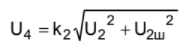 U₄ = k₂√(U₂² + U₂ш²)